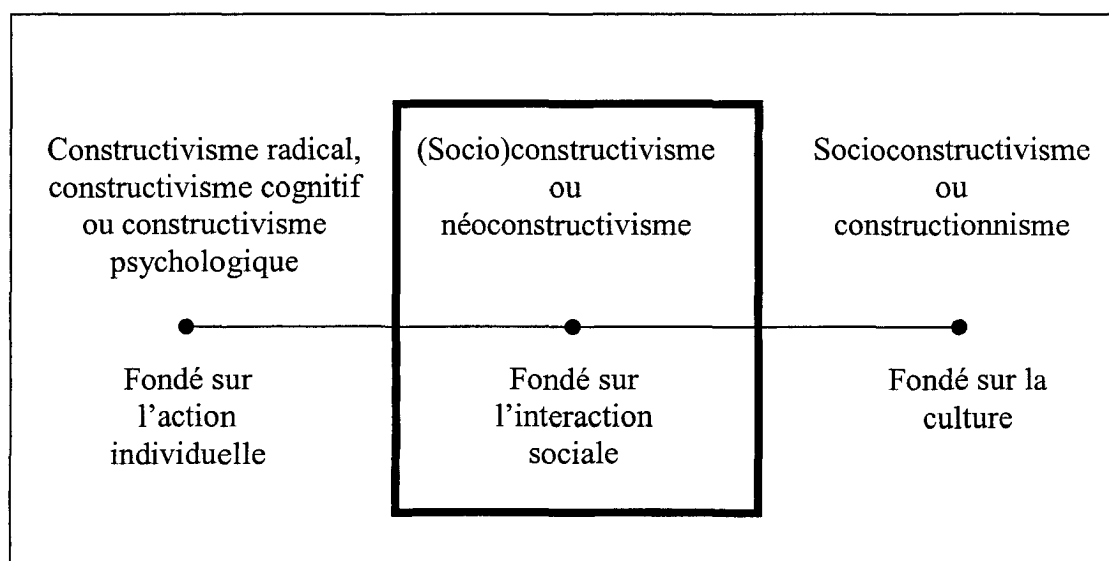 Constructivisme radical,
constructivisme cognitif
ou constructivisme
psychologique
(Socio)constructivisme
ou
néoconstructivisme
Socioconstructivisme
ou
constructionnisme
Fondé sur
l'action
individuelle
Fondé sur
l'interaction
sociale
Fondé sur la
culture